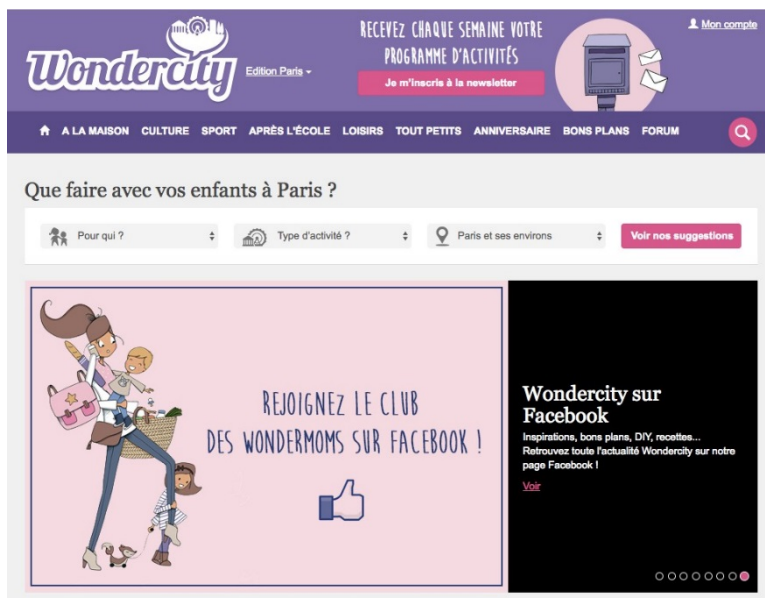 Wondercity
Edition Paris
RECEVEZ CHAQUE SEMAINE VOTRE
PROGRAMME D'ACTIVITÉS
Je m'inscris à la newsletter
Mon compte
A LA MAISON CULTURE SPORT APRÈS L'ÉCOLE LOISIRS TOUT PETITS ANNIVERSAIRE BONS PLANS FORUM
Que faire avec vos enfants à Paris ?
Pour qui ? Type d'activité ? Paris et ses environs Voir nos suggestions
REJOIGNEZ LE CLUB
DES WONDERMOMS SUR FACEBOOK !
Wondercity sur
Facebook
Inspirations, bons plans, DIY, recettes...
Retrouvez toute l'actualité Wondercity sur notre
page Facebook !
Voir